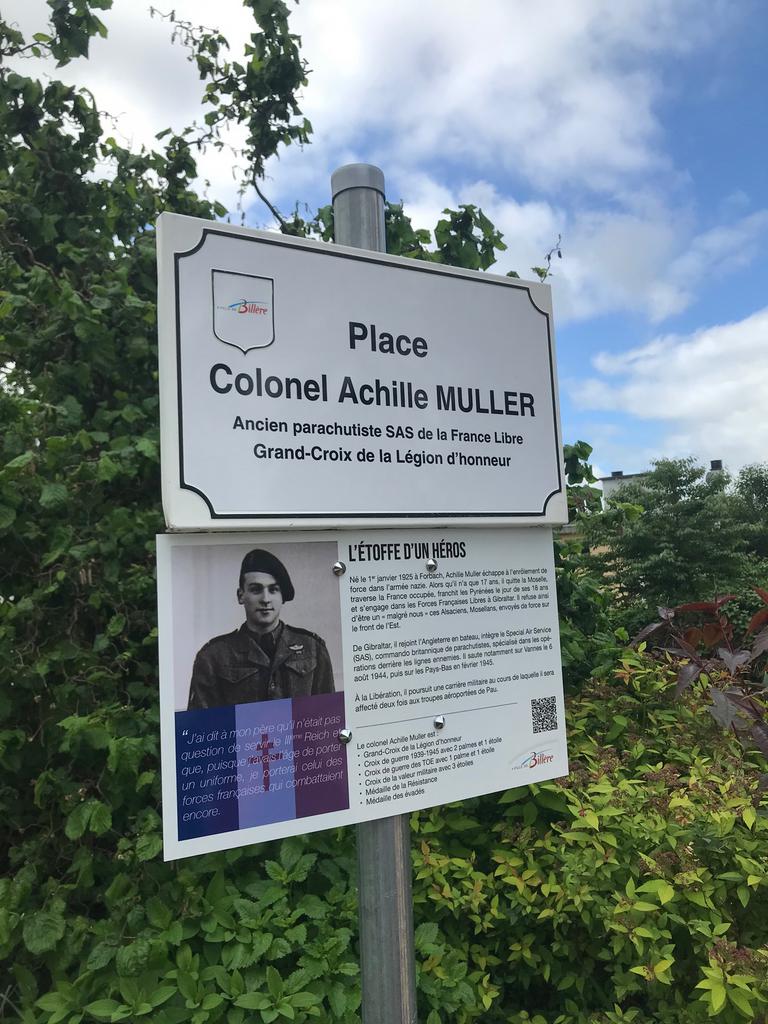 VILLE DE Billère
Place
Colonel Achille MULLER
Ancien parachutiste SAS de la France Libre
Grand-Croix de la Légion d'honneur
L'ÉTOFFE D'UN HÉROS
Né le 1er janvier 1925 à Forbach, Achille Muller échappe à l'enrôlement de
force dans l'armée nazie. Alors qu'il n'a que 17 ans, il quitte la Moselle,
traverse la France occupée, franchit les Pyrénées le jour de ses 18 ans
et s'engage dans les Forces Françaises Libres à Gibraltar. Il refuse ainsi
d'être un « malgré nous » ces Alsaciens, Mosellans, envoyés de force sur
le front de l'Est.
De Gibraltar, il rejoint l'Angleterre en bateau, intègre le Special Air Service
(SAS), commando britannique de parachutistes, spécialisé dans les opé-
rations derrière les lignes ennemies. Il saute notamment sur Vannes le 6
août 1944, puis sur les Pays-Bas en février 1945.
À la Libération, il poursuit une carrière militaire au cours de laquelle il sera
affecté deux fois aux troupes aéroportées de Pau.
Le colonel Achille Muller est
- Grand-Croix de la Légion d'honneur
- Croix de guerre 1939-1945 avec 2 palmes et 1 étoile
- Croix de guerre des TOE avec 1 palme et 1 étoile
- Croix de la valeur militaire avec 3 étoiles
- Médaille de la Résistance
- Médaille des évadés
"J'ai dit à mon père qu'il n'était pas
question de servir le IIIème Reich et
que, puisque j'avais l'âge de porter
un uniforme, je porterai celui des
forces françaises qui combattaient
encore.
VILLE DE Billère